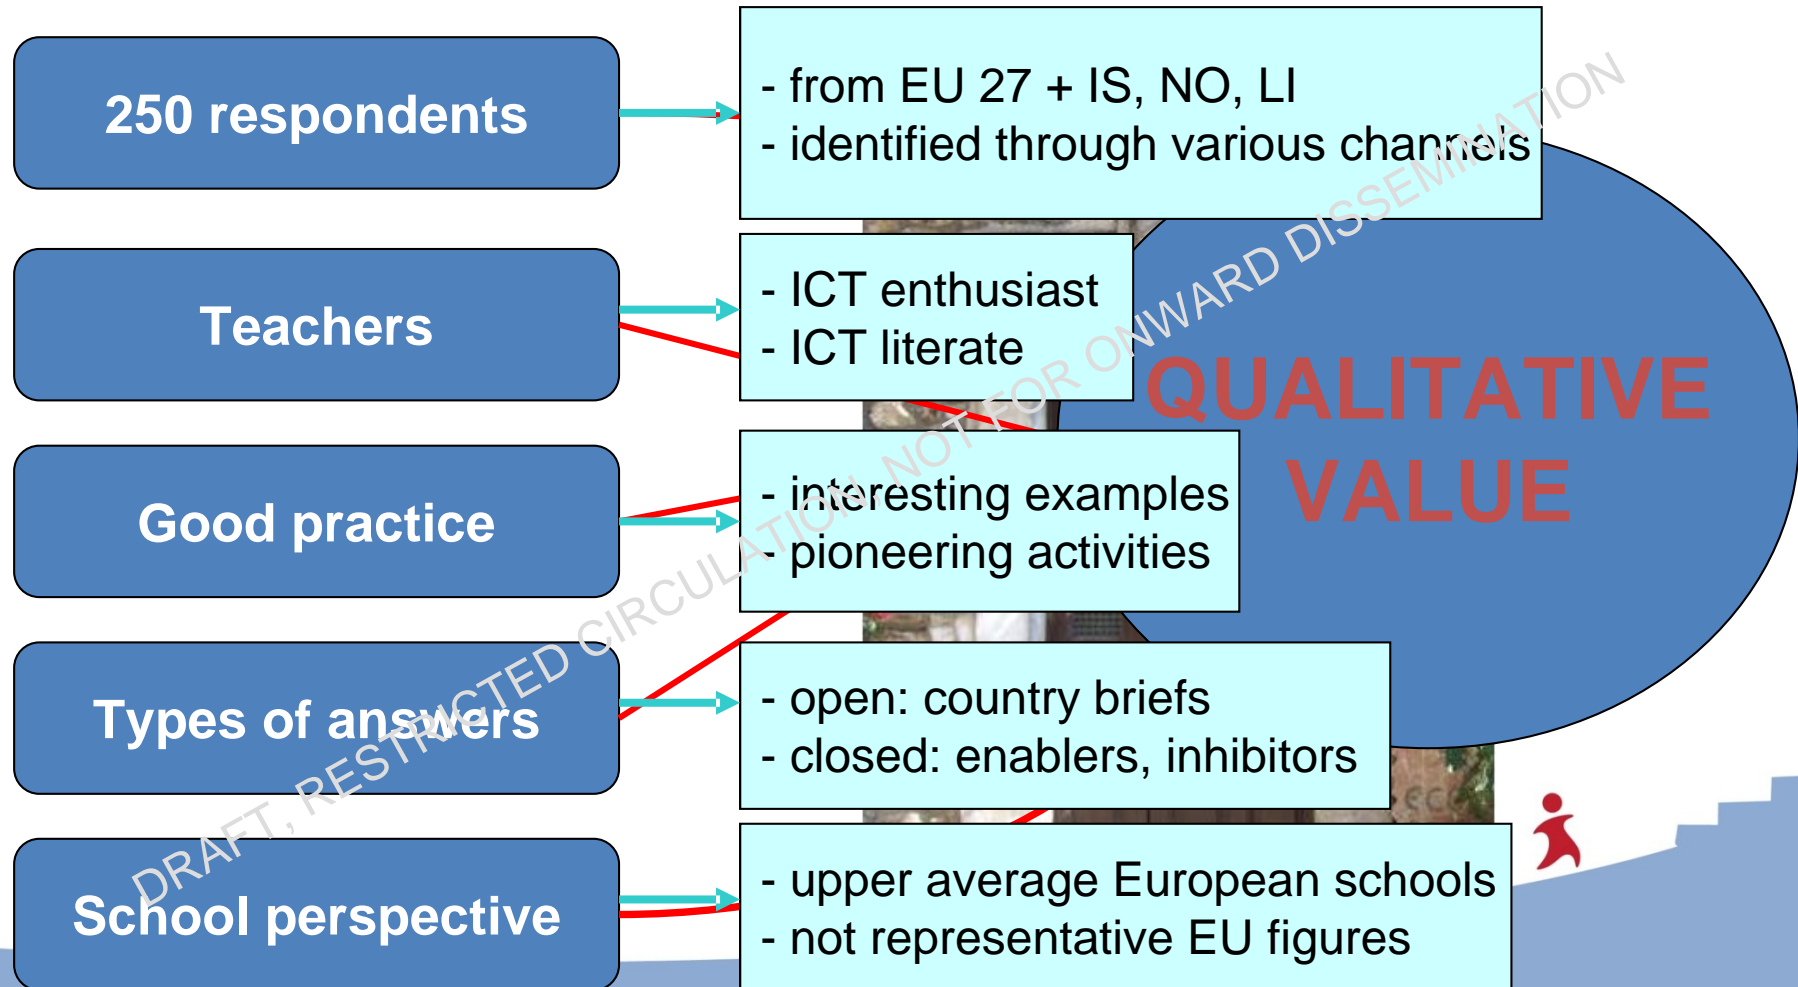 250 respondents
- from EU 27 + IS, NO, LI
- identified through various channels
Teachers
- ICT enthusiast
- ICT literate
Good practice
- interesting examples
- pioneering activities
Types of answers
- open: country briefs
- closed: enablers, inhibitors
School perspective
- upper average European schools
- not representative EU figures
QUALITATIVE
VALUE
DRAFT, RESTRICTED CIRCULATION, NOT FOR ONWARD DISSEMINATION